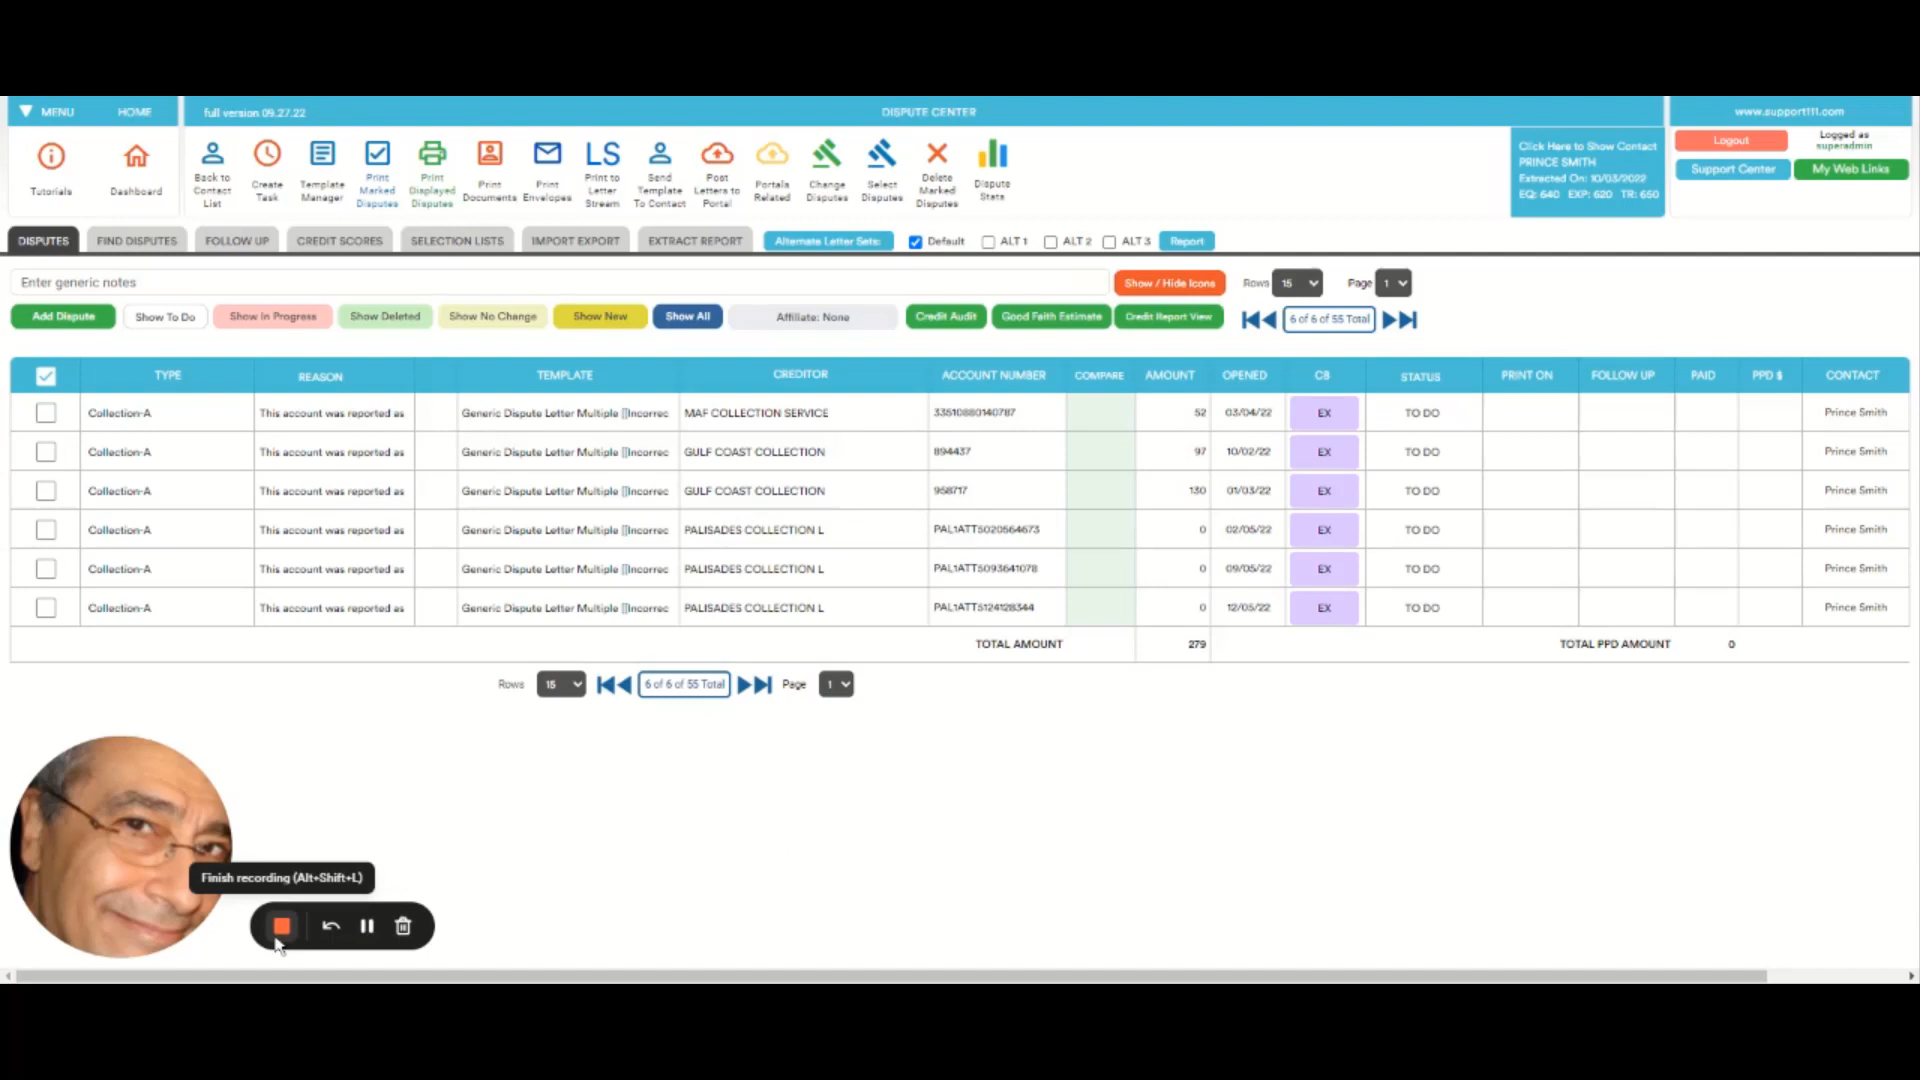 MENU HOME full version 09.27.22 DISPUTE CENTER www.support111.com
Tutorials Dashboard
Back to Contact List
Create Task
Template Manager
Print Marked Disputes
Print Displayed Disputes
Print Documents
Print Envelopes
LS Print to Letter Stream
Send Template To Contact
Post Letters to Portal
Portals Related
Change Disputes
Select Disputes
Delete Marked Disputes
Dispute Stats
Click Here to Show Contact
PRINCE SMITH
Extracted On: 10/03/2022
EQ: 640 EXP: 620 TR: 650
Logout
Logged as
superadmin
Support Center My Web Links
DISPUTES FIND DISPUTES FOLLOW UP CREDIT SCORES SELECTION LISTS IMPORT EXPORT EXTRACT REPORT Alternate Letter Sets: Default ALT 1 ALT 2 ALT 3 Report
Enter generic notes Show / Hide Icons Rows 15 Page 1
Add Dispute Show To Do Show In Progress Show Deleted Show No Change Show New Show All Affiliate: None Credit Audit Good Faith Estimate Credit Report View 6 of 6 of 55 Total
TYPE REASON TEMPLATE CREDITOR ACCOUNT NUMBER COMPARE AMOUNT OPENED CB STATUS PRINT ON FOLLOW UP PAID PPD $ CONTACT
Collection-A This account was reported as Generic Dispute Letter Multiple [[Incorrec MAF COLLECTION SERVICE 33510880140787 52 03/04/22 EX TO DO Prince Smith
Collection-A This account was reported as Generic Dispute Letter Multiple [[Incorrec GULF COAST COLLECTION 894437 97 10/02/22 EX TO DO Prince Smith
Collection-A This account was reported as Generic Dispute Letter Multiple [[Incorrec GULF COAST COLLECTION 958717 130 01/03/22 EX TO DO Prince Smith
Collection-A This account was reported as Generic Dispute Letter Multiple [[Incorrec PALISADES COLLECTION L PAL1ATT5020564673 0 02/05/22 EX TO DO Prince Smith
Collection-A This account was reported as Generic Dispute Letter Multiple [[Incorrec PALISADES COLLECTION L PAL1ATT5093641078 0 09/05/22 EX TO DO Prince Smith
Collection-A This account was reported as Generic Dispute Letter Multiple [[Incorrec PALISADES COLLECTION L PAL1ATT5124128344 0 12/05/22 EX TO DO Prince Smith
TOTAL AMOUNT 279 TOTAL PPD AMOUNT 0
Rows 15 6 of 6 of 55 Total Page 1
Finish recording (Alt+Shift+L)